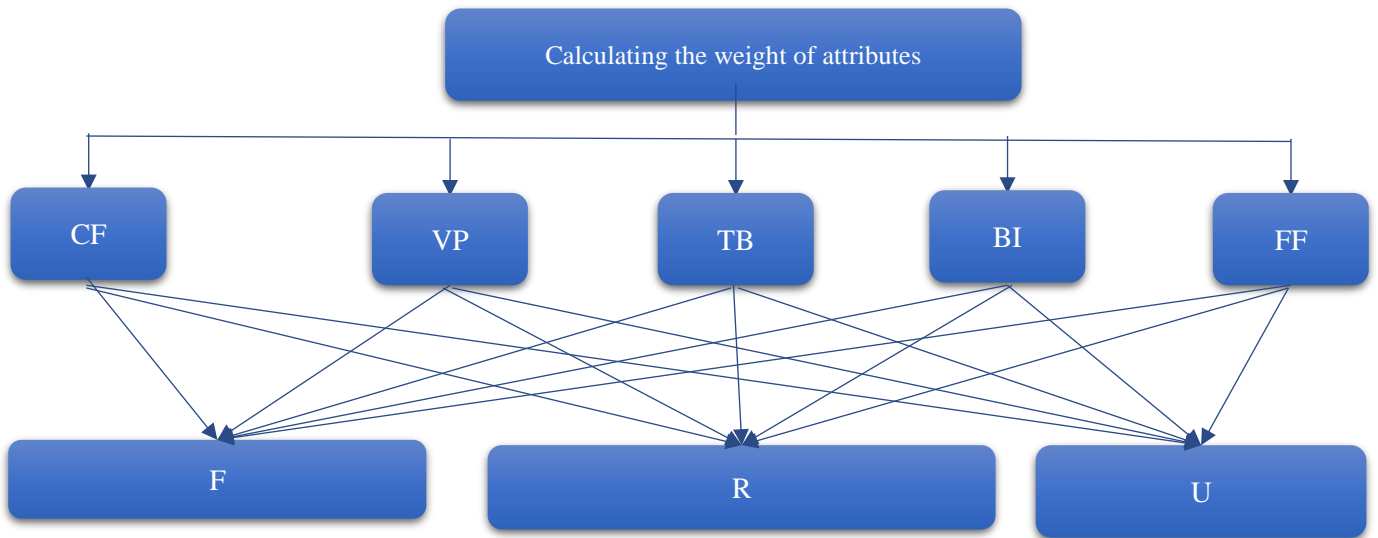 Calculating the weight of attributes
CF
VP
TB
BI
FF
F
R
U